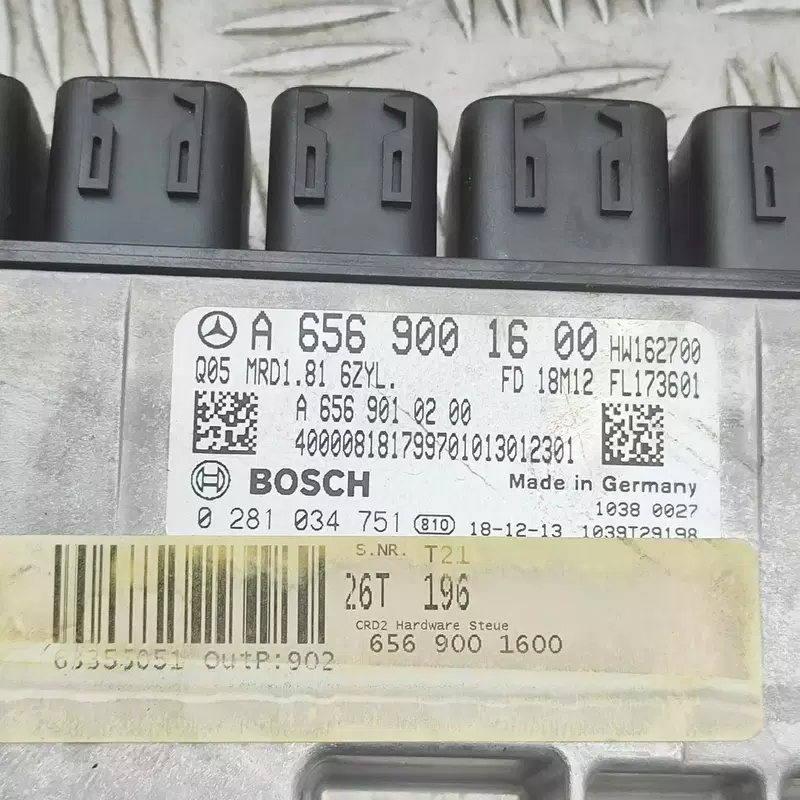 A 656 900 16 00 HW162700
Q05 MRD1.81 6ZYL. FD 18M12 FL173601
A 656 901 02 00
40000818179970101301 2301
BOSCH Made in Germany
1038 0027
0 281 034 751 810 18-12-13 1039T29198
S.NR. T21
26T 196
CRD2 Hardware Steue
656 900 1600
OutP:902